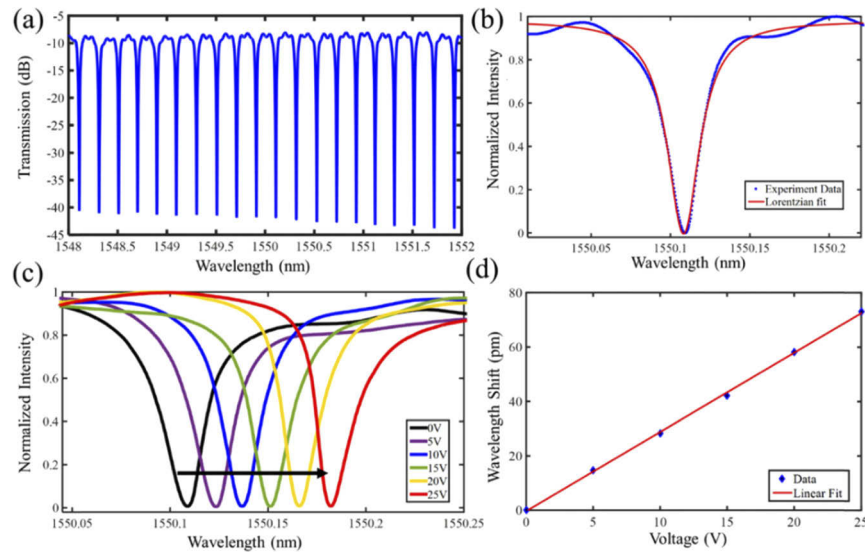 (a)
Transmission (dB)
-5
-10
-15
-20
-25
-30
-35
-40
-45
1548 1548.5 1549 1549.5 1550 1550.5 1551 1551.5 1552
Wavelength (nm)
(b)
Normalized Intensity
1
0.8
0.6
0.4
0.2
0
1550.05 1550.1 1550.15 1550.2
Wavelength (nm)
Experiment Data
Lorentzian fit
(c)
Normalized Intensity
1
0.8
0.6
0.4
0.2
0
1550.05 1550.1 1550.15 1550.2 1550.25
Wavelength (nm)
0V
5V
10V
15V
20V
25V
(d)
Wavelength Shift (pm)
80
60
40
20
0
0 5 10 15 20 25
Voltage (V)
Data
Linear Fit